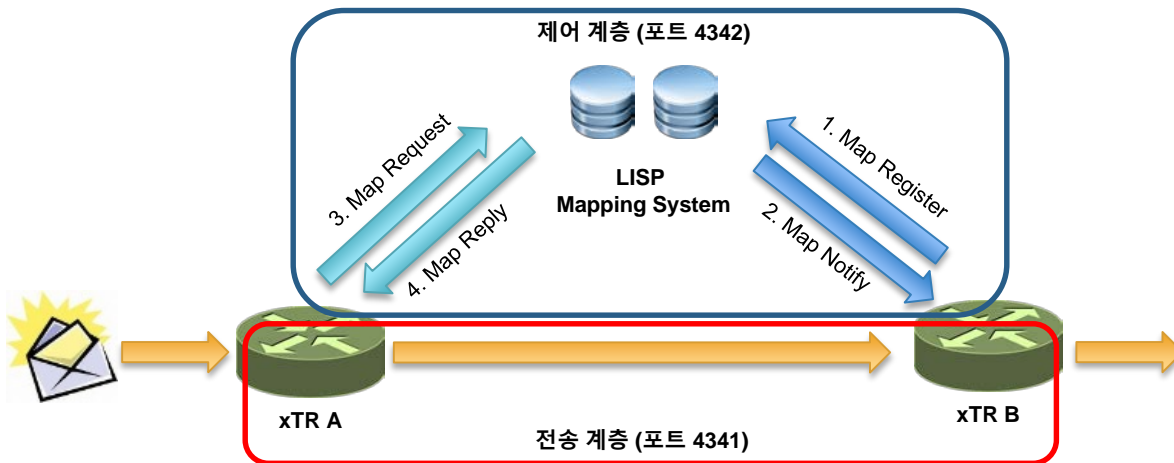 제어 계층 (포트 4342)
3. Map Request
4. Map Reply
LISP
Mapping System
1. Map Register
2. Map Notify
xTR A
xTR B
전송 계층 (포트 4341)